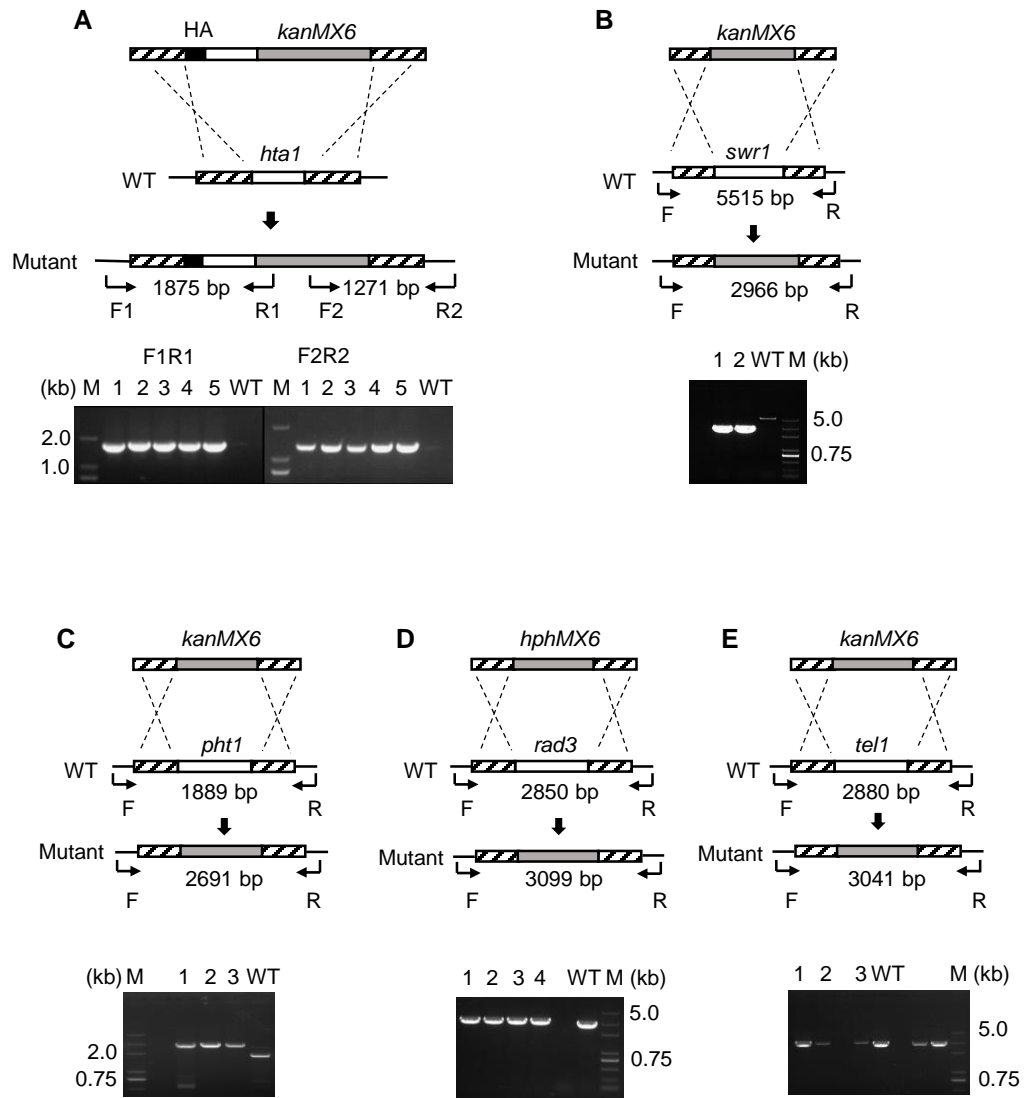 A
HA kanMX6
hta1
WT
Mutant
1875 bp 1271 bp
F1 R1 F2 R2
F1R1 F2R2
(kb) M 1 2 3 4 5 WT M 1 2 3 4 5 WT
2.0
1.0
B
kanMX6
swr1
WT
5515 bp
F R
Mutant
2966 bp
F R
1 2 WT M (kb)
5.0
0.75
C
kanMX6
pht1
WT
1889 bp
F R
Mutant
2691 bp
F R
(kb) M 1 2 3 WT
2.0
0.75
D
hphMX6
rad3
WT
2850 bp
F R
Mutant
3099 bp
F R
1 2 3 4 WT M (kb)
5.0
0.75
E
kanMX6
tel1
WT
2880 bp
F R
Mutant
3041 bp
F R
1 2 3 WT M (kb)
5.0
0.75